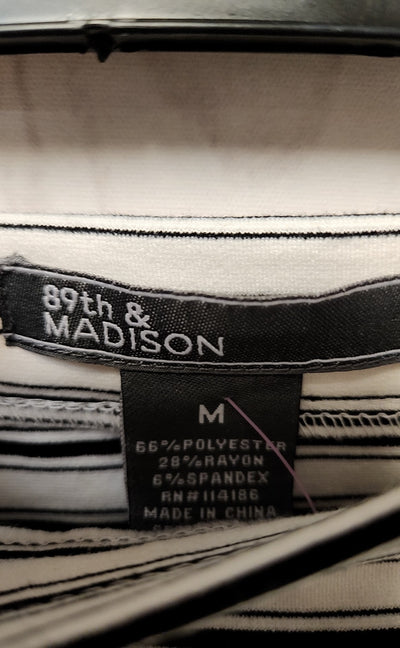 89th &
MADISON
M
66%POLYESTER
28%RAYON
6%SPANDEX
RN#114186
MADE IN CHINA